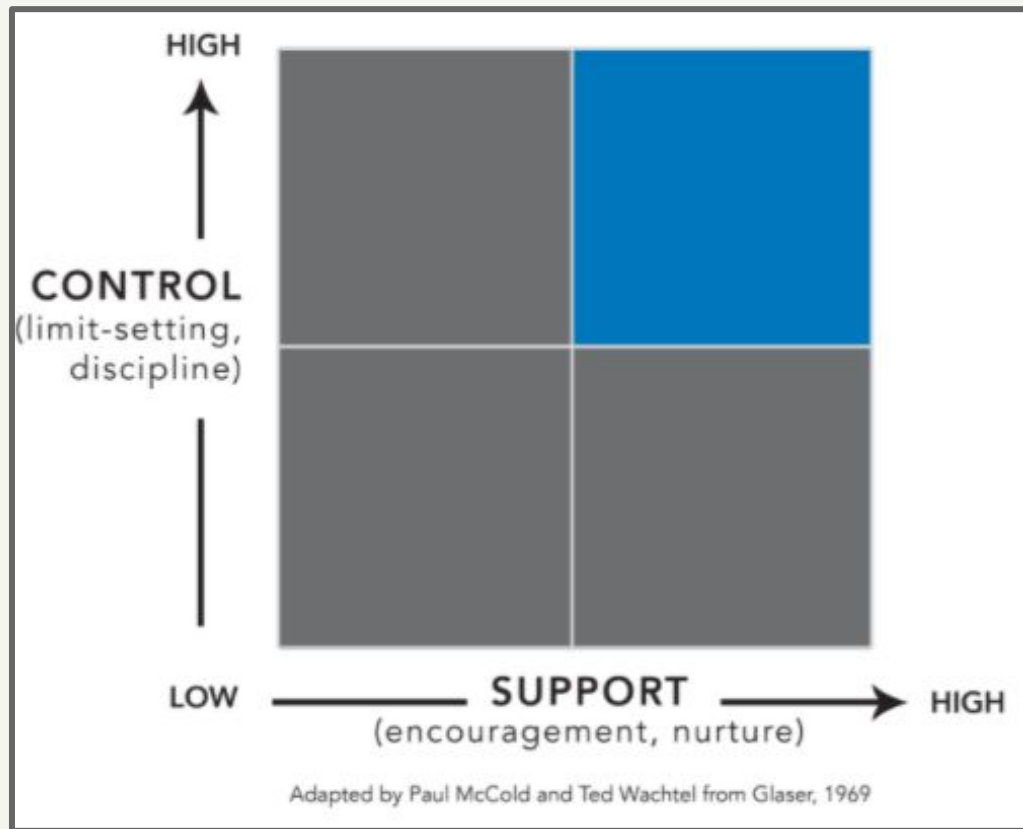 HIGH
CONTROL
(limit-setting,
discipline)
LOW
SUPPORT
HIGH
(encouragement, nurture)
Adapted by Paul McCold and Ted Wachtel from Glaser, 1969